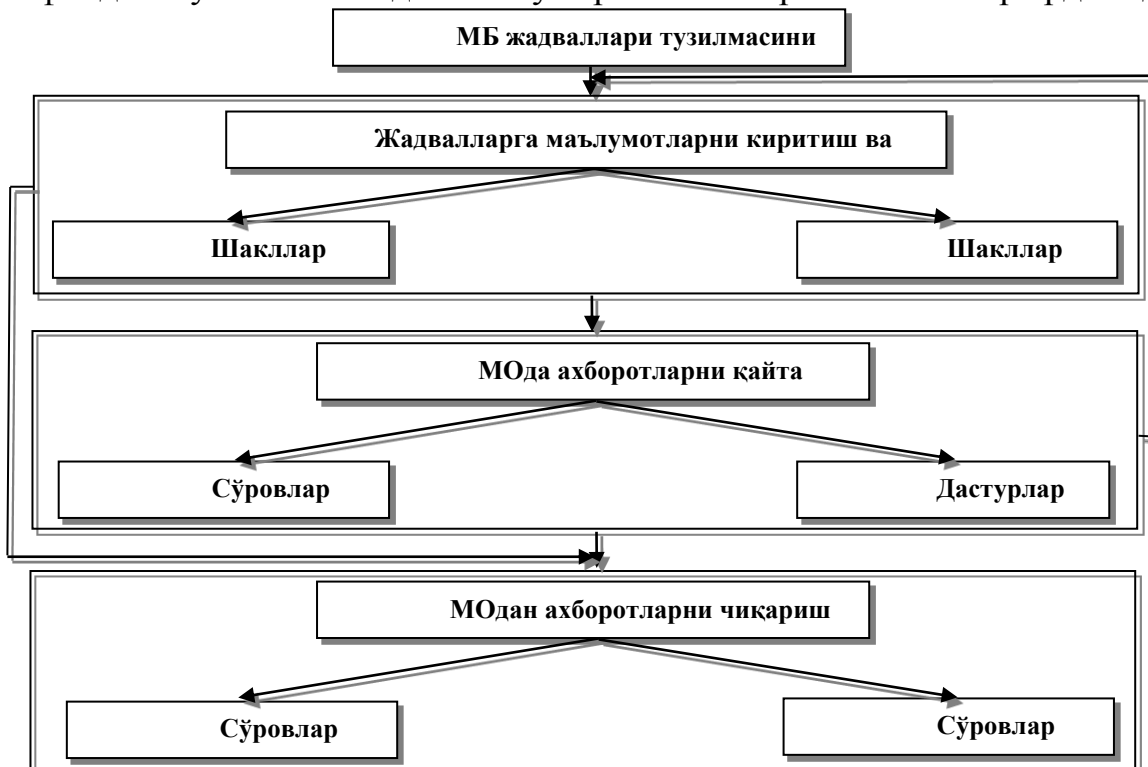 МБ жадваллари тузилмасини
Жадвалларга маълумотларни киритиш ва
Шакллар Шакллар
МОда ахборотларни қайта
Сўровлар Дастурлар
МОдан ахборотларни чиқариш
Сўровлар Сўровлар